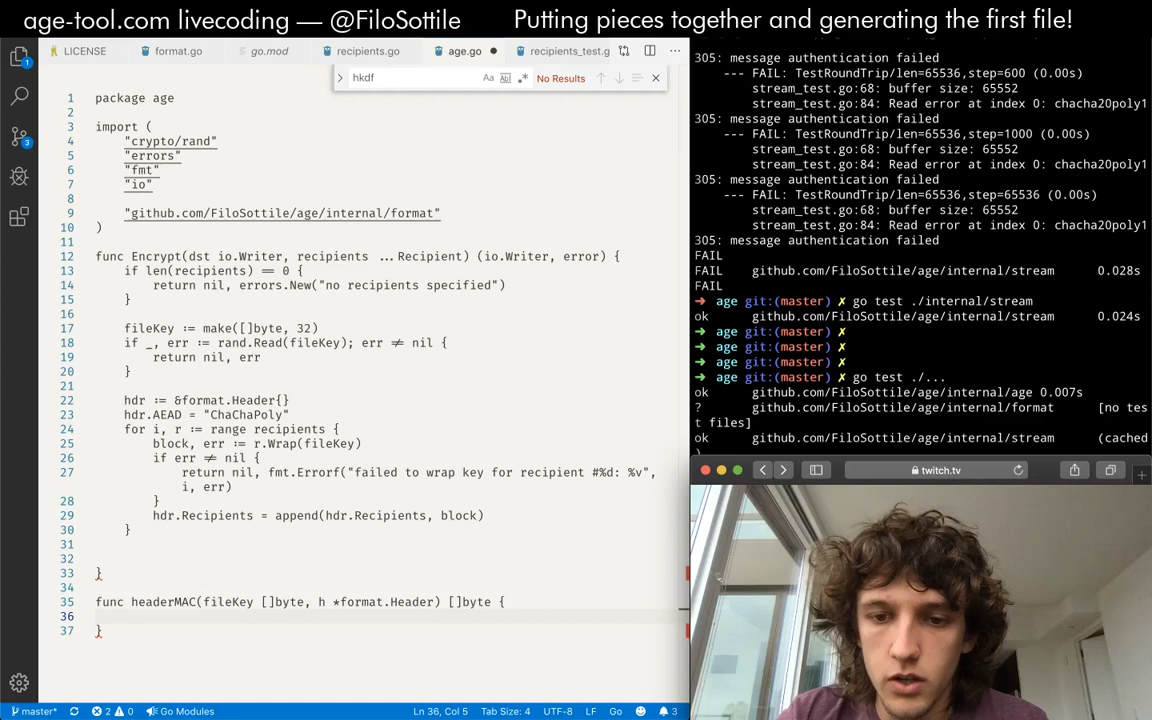 age-tool.com livecoding — @FiloSottile
Putting pieces together and generating the first file!
LICENSE
format.go
go.mod
recipients.go
age.go
recipients_test.g
hkdf
Aa
No Results
1 package age
2
3 import (
4 "crypto/rand"
5 "errors"
6 "fmt"
7 "io"
8
9 "github.com/FiloSottile/age/internal/format"
10 )
11
12 func Encrypt(dst io.Writer, recipients ...Recipient) (io.Writer, error) {
13 if len(recipients) == 0 {
14 return nil, errors.New("no recipients specified")
15 }
16
17 fileKey := make([]byte, 32)
18 if _, err := rand.Read(fileKey); err ≠ nil {
19 return nil, err
20 }
21
22 hdr := &format.Header{}
23 hdr.AEAD = "ChaChaPoly"
24 for i, r := range recipients {
25 block, err := r.Wrap(fileKey)
26 if err ≠ nil {
27 return nil, fmt.Errorf("failed to wrap key for recipient #%d: %v",
i, err)
28 }
29 hdr.Recipients = append(hdr.Recipients, block)
30 }
31
32
33 }
34
35 func headerMAC(fileKey []byte, h *format.Header) []byte {
36
37 }
master*
2
0
Go Modules
Ln 36, Col 5
Tab Size: 4
UTF-8
LF
Go
3
305: message authentication failed
--- FAIL: TestRoundTrip/len=65536,step=600 (0.00s)
stream_test.go:68: buffer size: 65552
stream_test.go:84: Read error at index 0: chacha20poly1
305: message authentication failed
--- FAIL: TestRoundTrip/len=65536,step=1000 (0.00s)
stream_test.go:68: buffer size: 65552
stream_test.go:84: Read error at index 0: chacha20poly1
305: message authentication failed
--- FAIL: TestRoundTrip/len=65536,step=65536 (0.00s)
stream_test.go:68: buffer size: 65552
stream_test.go:84: Read error at index 0: chacha20poly1
305: message authentication failed
FAIL
FAIL github.com/FiloSottile/age/internal/stream 0.028s
FAIL
➜ age git:(master) ✗ go test ./internal/stream
ok github.com/FiloSottile/age/internal/stream 0.024s
➜ age git:(master) ✗
➜ age git:(master) ✗
➜ age git:(master) ✗
➜ age git:(master) ✗ go test ./...
ok github.com/FiloSottile/age/internal/age 0.007s
? github.com/FiloSottile/age/internal/format [no tes
t files]
ok github.com/FiloSottile/age/internal/stream (cached
)
twitch.tv
1
3